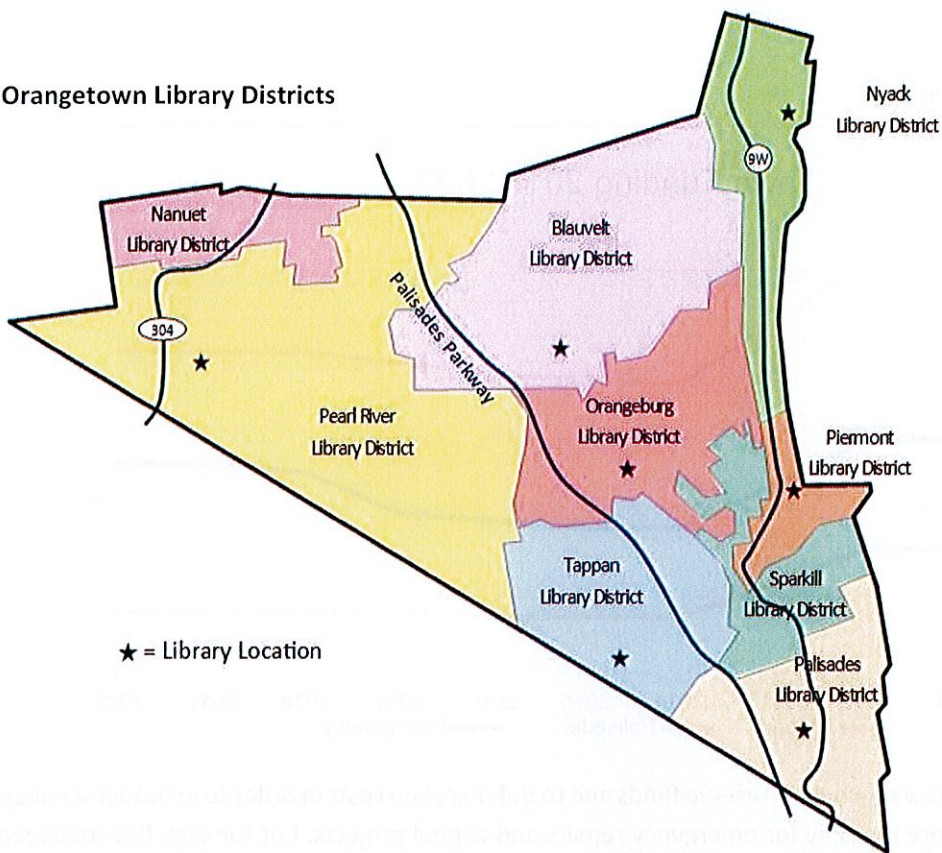 Orangetown Library Districts
Nyack
Library District
9W
Nanuet
Library District
Blauvelt
Library District
Palisades Parkway
304
Pearl River
Library District
Orangeburg
Library District
Piermont
Library District
Tappan
Library District
Sparkill
Library District
★ = Library Location
Palisades
Library District